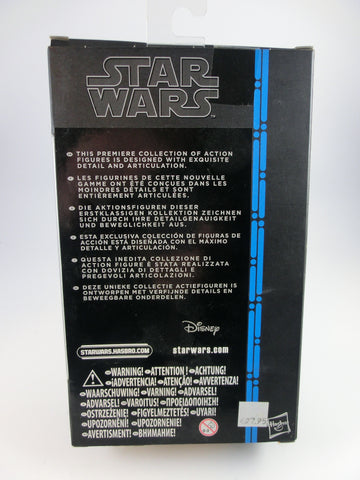 STAR
WARS
THIS PREMIERE COLLECTION OF ACTION
FIGURES IS DESIGNED WITH EXQUISITE
DETAIL AND ARTICULATION.
LES FIGURINES DE CETTE NOUVELLE
GAMME ONT ÉTÉ CONÇUES DANS LES
MOINDRES DÉTAILS ET SONT
ENTIÈREMENT ARTICULÉES.
DIE AKTIONSFIGUREN DIESER
ERSTKLASSIGEN KOLLEKTION ZEICHNEN
SICH DURCH IHRE DETAILGENAUIGKEIT
UND BEWEGLICHKEIT AUS.
ESTA EXCLUSIVA COLECCIÓN DE FIGURAS DE
ACCIÓN ESTÁ DISEÑADA CON EL MÁXIMO
DETALLE Y ARTICULACIÓN.
QUESTA INEDITA COLLEZIONE DI
ACTION FIGURE È STATA REALIZZATA
CON DOVIZIA DI DETTAGLI E
PREGEVOLI ARTICOLAZIONI.
DEZE UNIEKE COLLECTIE ACTIEFIGUREN IS
ONTWORPEN MET VERFIJNDE DETAILS EN
BEWEEGBARE ONDERDELEN.
Disney
STARWARS.HASBRO.COM starwars.com
WARNING! ATTENTION! ACHTUNG!
¡ADVERTENCIA! ATENÇÃO! AVVERTENZA!
WAARSCHUWING! VARNING! ADVARSEL!
ADVARSEL! VAROITUS! ΠΡΟΕΙΔΟΠΟΙΗΣΗ!
OSTRZEŻENIE! FIGYELMEZTETÉS! UYARI!
UPOZORNĚNÍ! UPOZORNENIE!
AVERTISMENT! ВНИМАНИЕ!
0-3
Hasbro